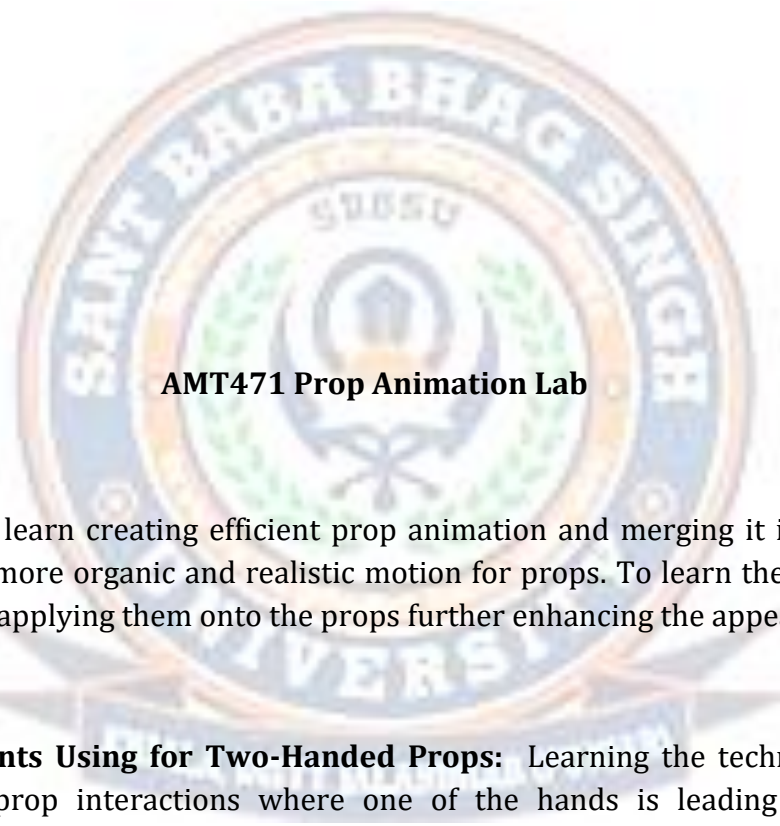 SANT BABA BHAG SINGH
SBBSU
AMT471 Prop Animation Lab
learn creating efficient prop animation and merging it i
more organic and realistic motion for props. To learn the
applying them onto the props further enhancing the appe
UNIVERSITY
nts Using for Two-Handed Props: Learning the techn
prop interactions where one of the hands is leading